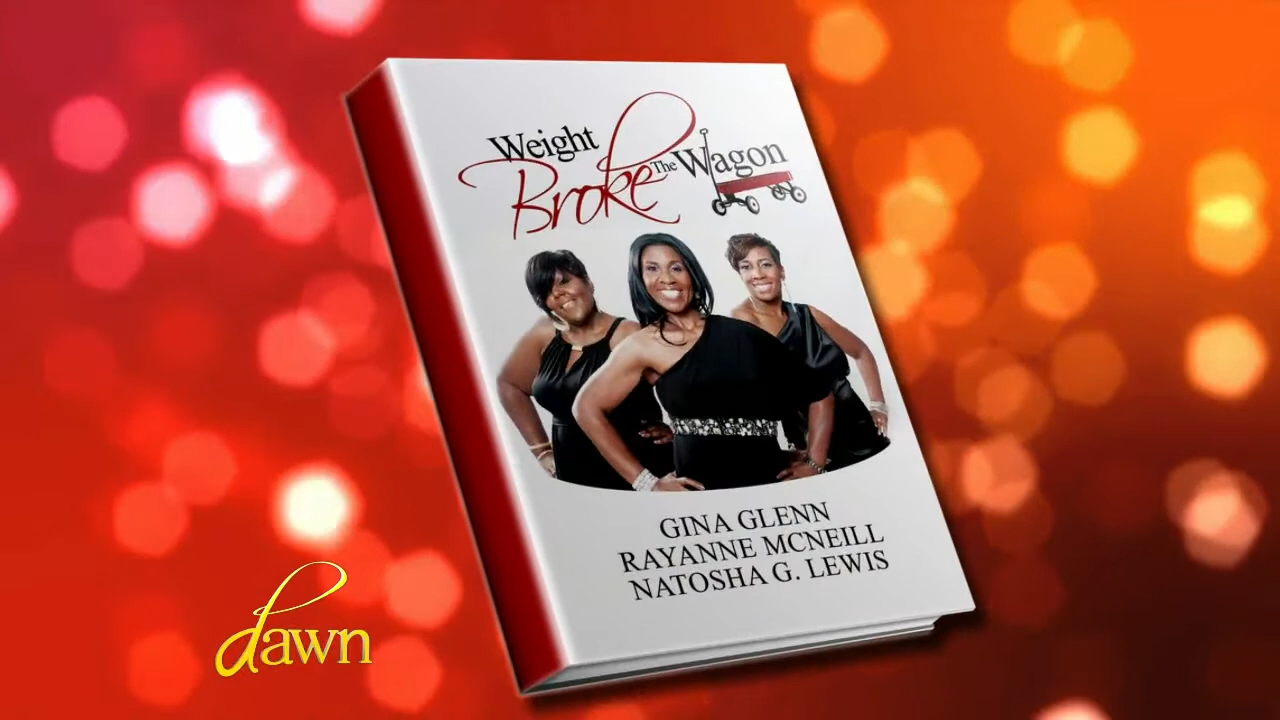 Weight
Broke The Wagon
GINA GLENN
RAYANNE MCNEILL
NATOSHA G. LEWIS
dawn